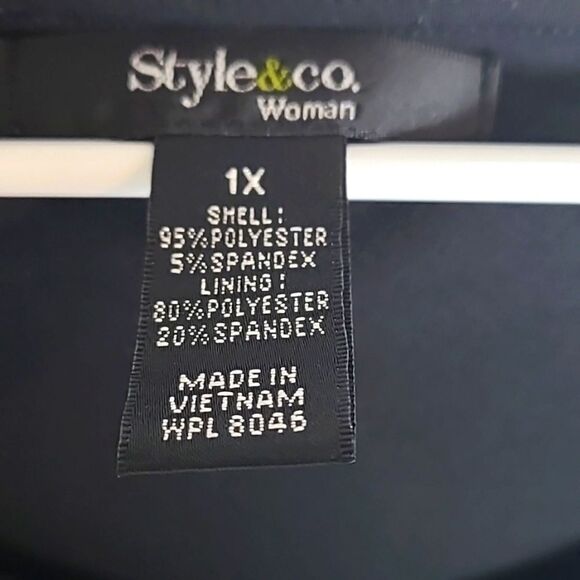 Style&co.
Woman
1X
SHELL:
95%POLYESTER
5%SPANDEX
LINING:
80%POLYESTER
20%SPANDEX
MADE IN
VIETNAM
WPL 8046